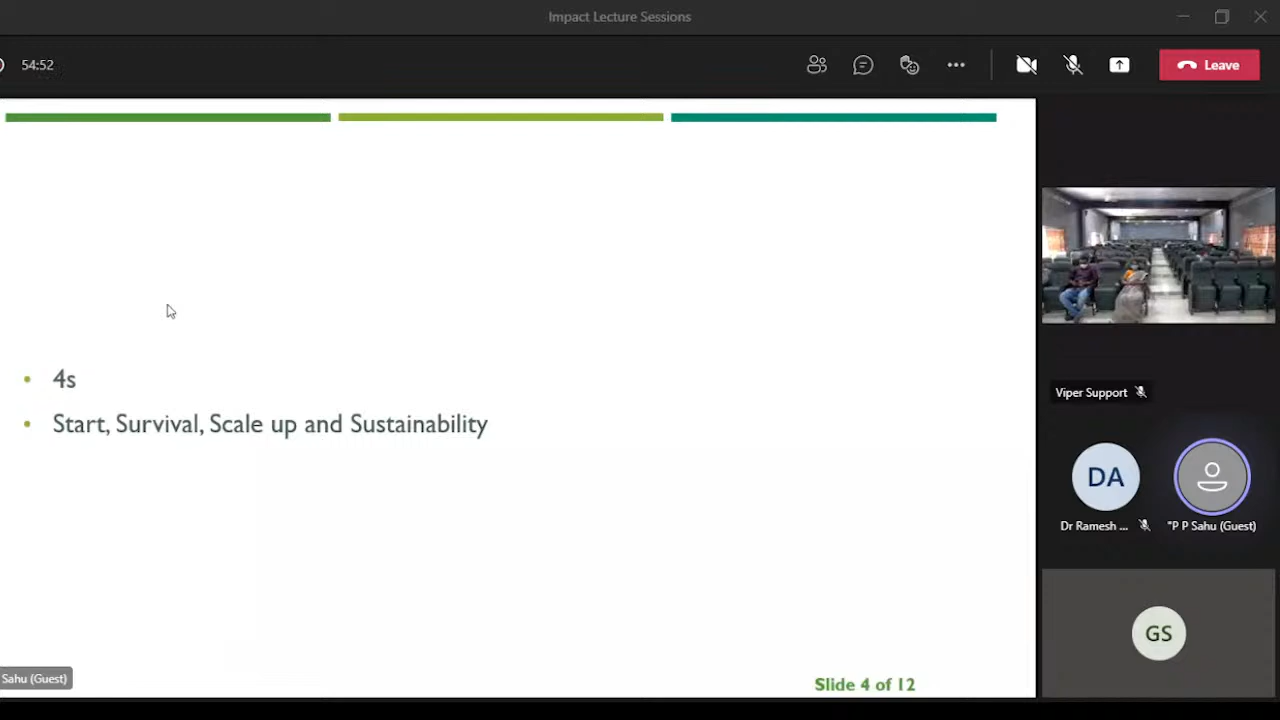 Impact Lecture Sessions
54:52
Leave
• 4s
• Start, Survival, Scale up and Sustainability
Viper Support
DA
Dr Ramesh ...
"P P Sahu (Guest)
GS
Sahu (Guest)
Slide 4 of 12